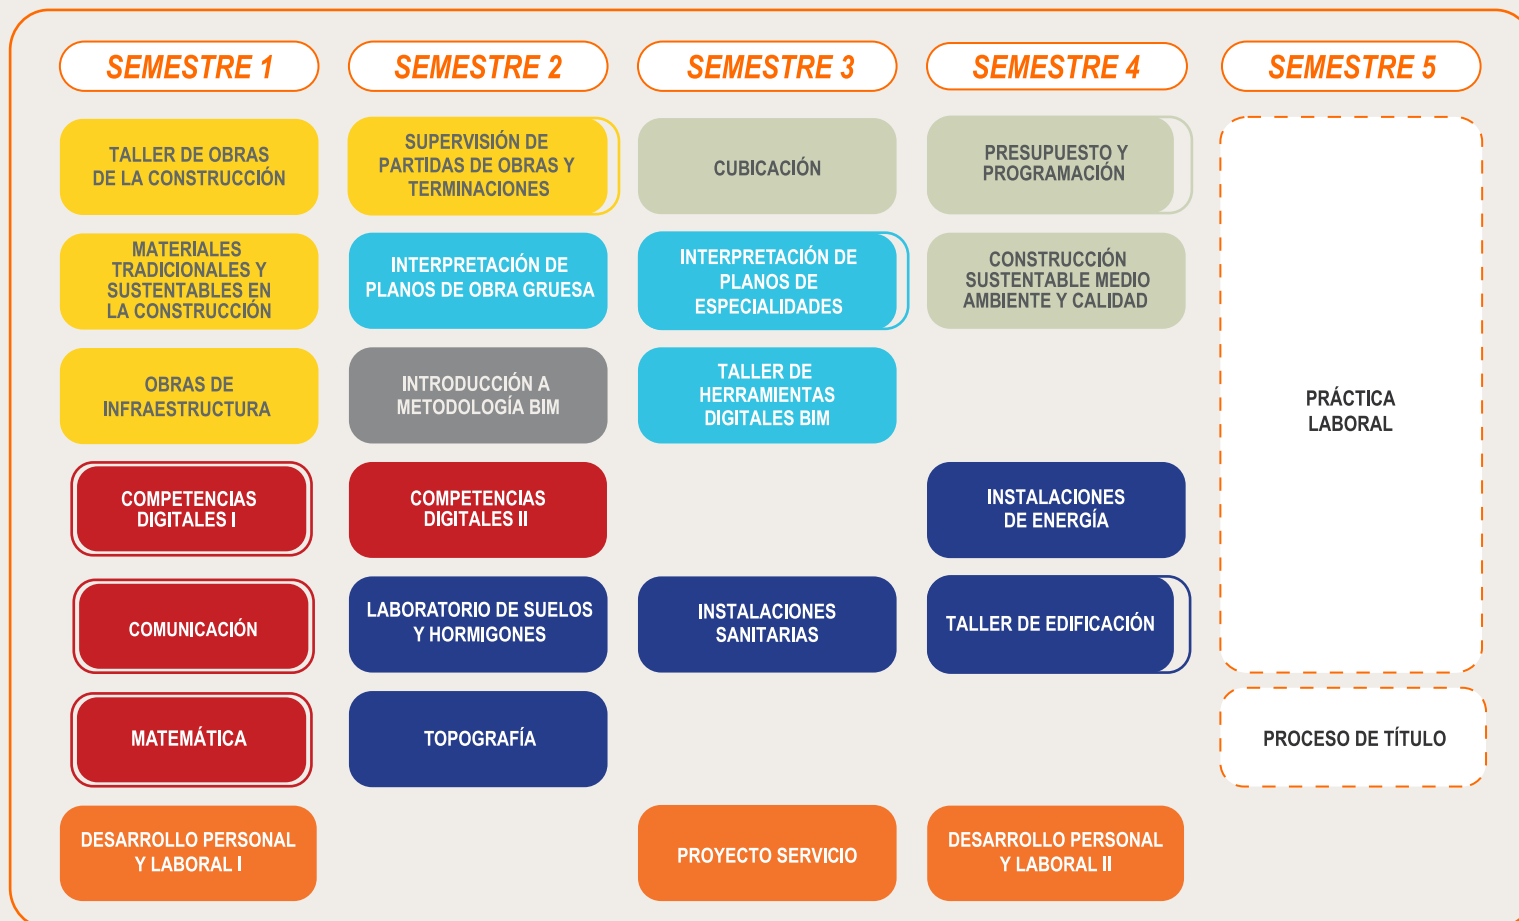 SEMESTRE 1
SEMESTRE 2
SEMESTRE 3
SEMESTRE 4
SEMESTRE 5
TALLER DE OBRAS
DE LA CONSTRUCCIÓN
SUPERVISIÓN DE
PARTIDAS DE OBRAS Y
TERMINACIONES
CUBICACIÓN
PRESUPUESTO Y
PROGRAMACIÓN
MATERIALES
TRADICIONALES Y
SUSTENTABLES EN
LA CONSTRUCCIÓN
INTERPRETACIÓN DE
PLANOS DE OBRA GRUESA
INTERPRETACIÓN DE
PLANOS DE
ESPECIALIDADES
CONSTRUCCIÓN
SUSTENTABLE MEDIO
AMBIENTE Y CALIDAD
OBRAS DE
INFRAESTRUCTURA
INTRODUCCIÓN A
METODOLOGÍA BIM
TALLER DE
HERRAMIENTAS
DIGITALES BIM
PRÁCTICA
LABORAL
COMPETENCIAS
DIGITALES I
COMPETENCIAS
DIGITALES II
INSTALACIONES
DE ENERGÍA
COMUNICACIÓN
LABORATORIO DE SUELOS
Y HORMIGONES
INSTALACIONES
SANITARIAS
TALLER DE EDIFICACIÓN
MATEMÁTICA
TOPOGRAFÍA
PROCESO DE TÍTULO
DESARROLLO PERSONAL
Y LABORAL I
PROYECTO SERVICIO
DESARROLLO PERSONAL
Y LABORAL II